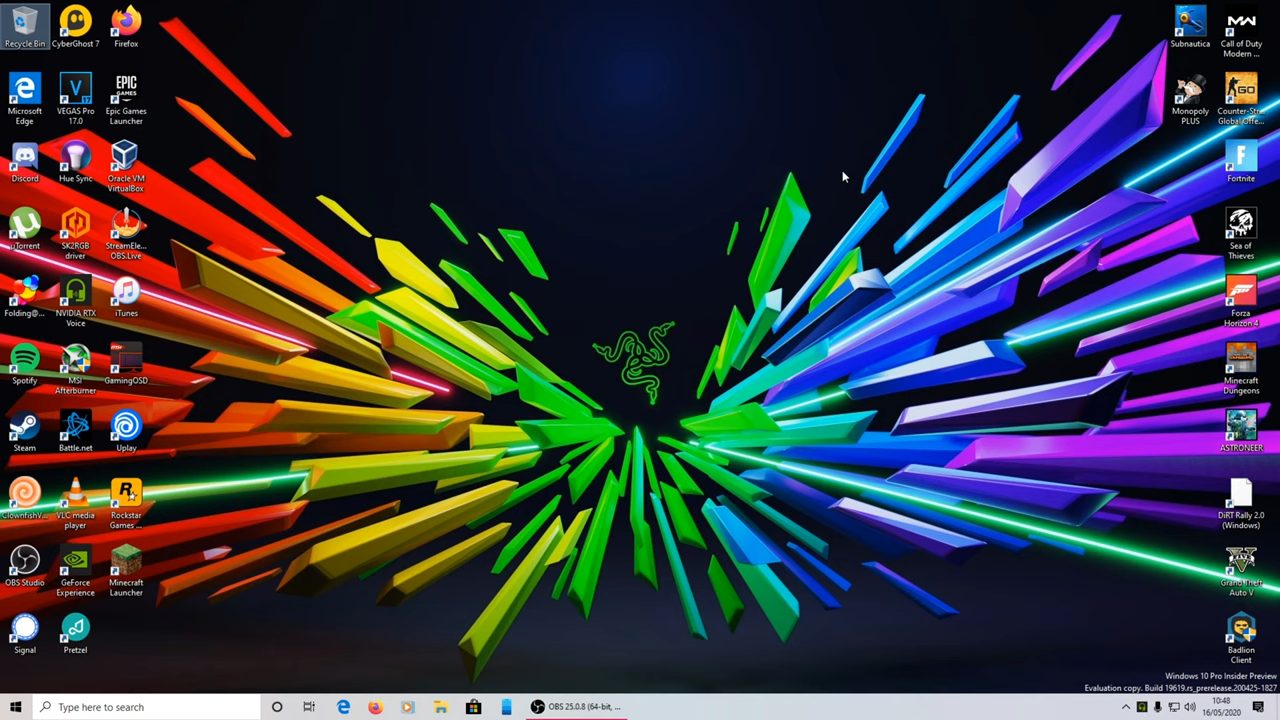 Recycle Bin
CyberGhost 7
Firefox
Microsoft
Edge
VEGAS Pro
17.0
EPIC
GAMES
Epic Games
Launcher
Discord
Hue Sync
Oracle VM
VirtualBox
µTorrent
SK2RGB
driver
StreamEle...
OBS.Live
Folding@...
NVIDIA RTX
Voice
iTunes
Spotify
MSI
Afterburner
GamingOSD
Steam
Battle.net
Uplay
ClownfishV...
VLC media
player
Rockstar
Games ...
OBS Studio
GeForce
Experience
Minecraft
Launcher
Signal
Pretzel
Subnautica
Call of Duty
Modern ...
Monopoly
PLUS
GO
Counter-Str...
Global Offe...
Fortnite
Sea of
Thieves
Forza
Horizon 4
Minecraft
Dungeons
ASTRONEER
DiRT Rally 2.0
(Windows)
Grand Theft
Auto V
Badlion
Client
Windows 10 Pro Insider Preview
Evaluation copy. Build 19619.rs_prerelease.200425-1827
Type here to search
OBS 25.0.8 (64-bit, ...
10:48
16/05/2020